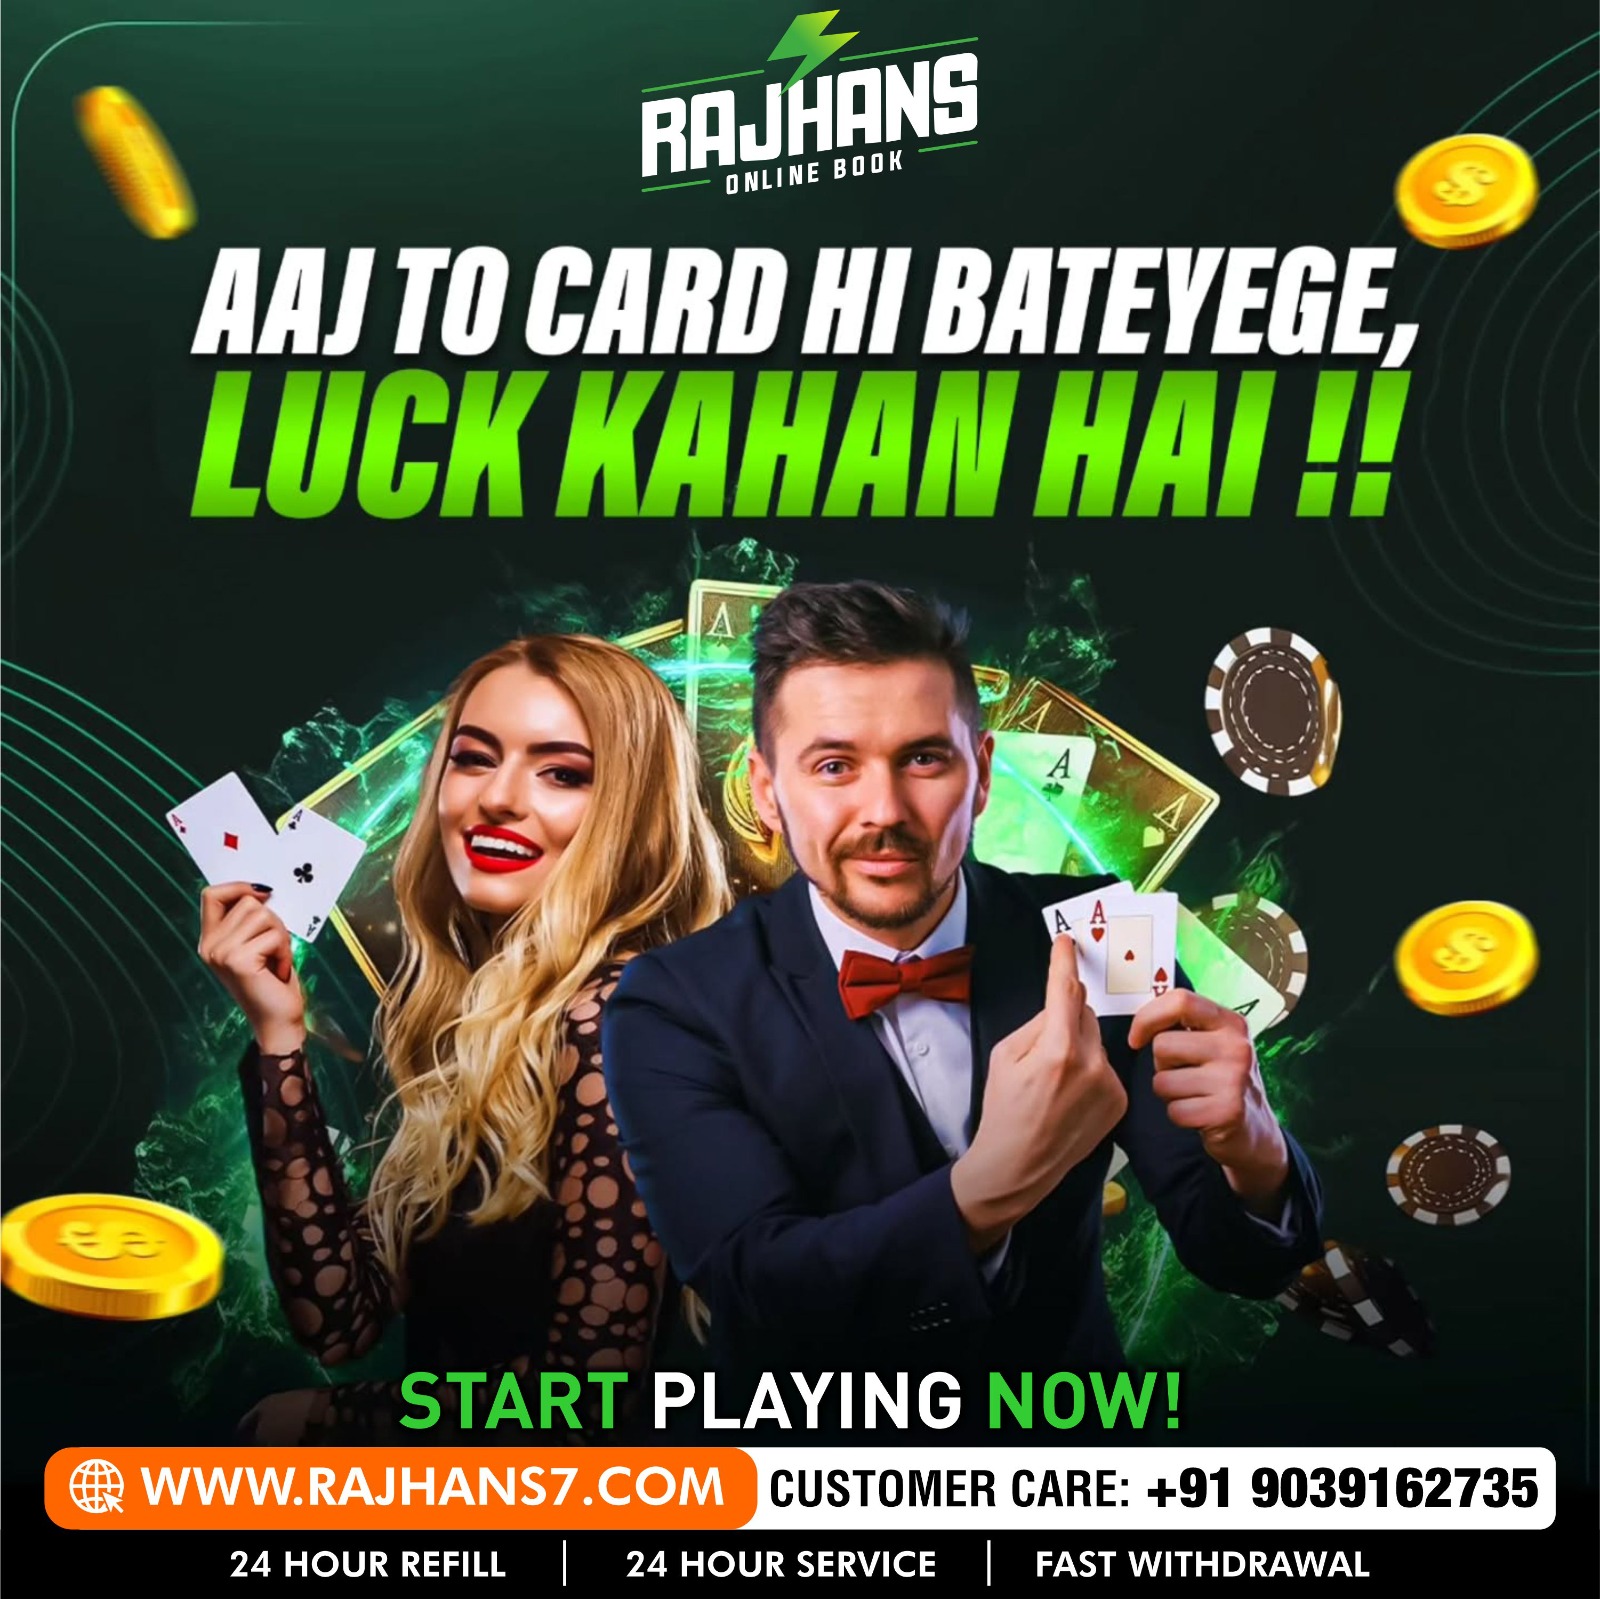 RAJHANS
ONLINE BOOK
AAJ TO CARD HI BATEYEGE,
LUCK KAHAN HAI !!
START PLAYING NOW!
WWW.RAJHANS7.COM CUSTOMER CARE: +91 9039162735
24 HOUR REFILL | 24 HOUR SERVICE | FAST WITHDRAWAL